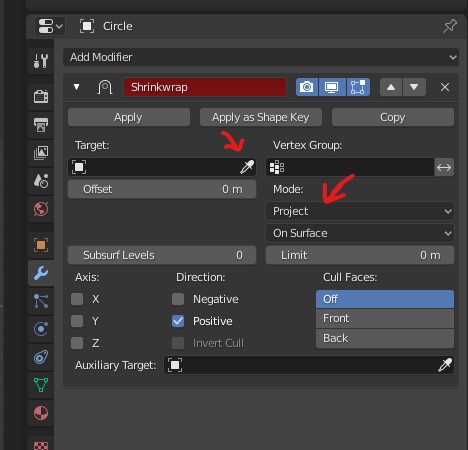 Circle
Add Modifier
Shrinkwrap
Apply Apply as Shape Key Copy
Target: Vertex Group:
Offset 0 m Mode:
Project
On Surface
Subsurf Levels 0 Limit 0 m
Axis: Direction: Cull Faces:
X Negative Off
Y Positive Front
Z Invert Cull Back
Auxiliary Target: